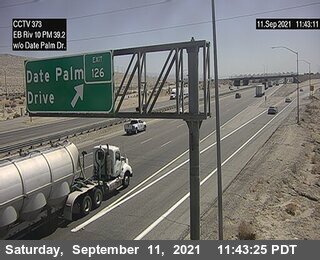 CCTV 373
EB Riv 10 PM 39.2
w/o Date Palm Dr.
11.Sep 2021
11:43:11
EXIT
126
Date Palm
Drive
Saturday, September 11, 2021 11:43:25 PDT